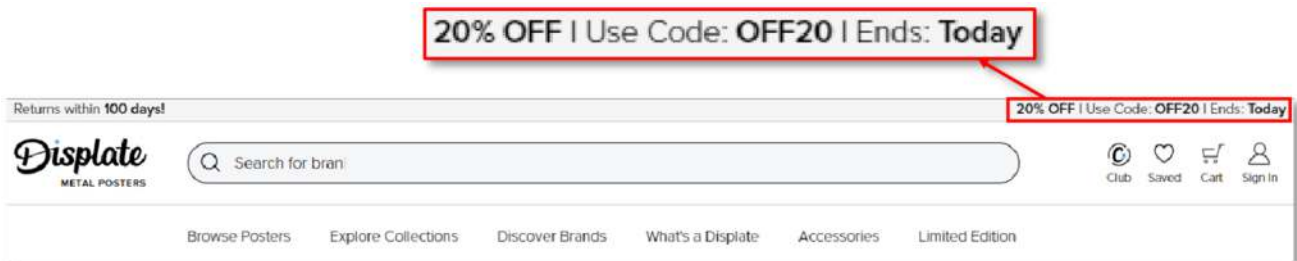 20% OFF | Use Code: OFF20 | Ends: Today
Returns within 100 days!
20% OFF | Use Code: OFF20 | Ends: Today
Displate
METAL POSTERS
Search for bran
Club Saved Cart Sign In
Browse Posters Explore Collections Discover Brands What's a Displate Accessories Limited Edition